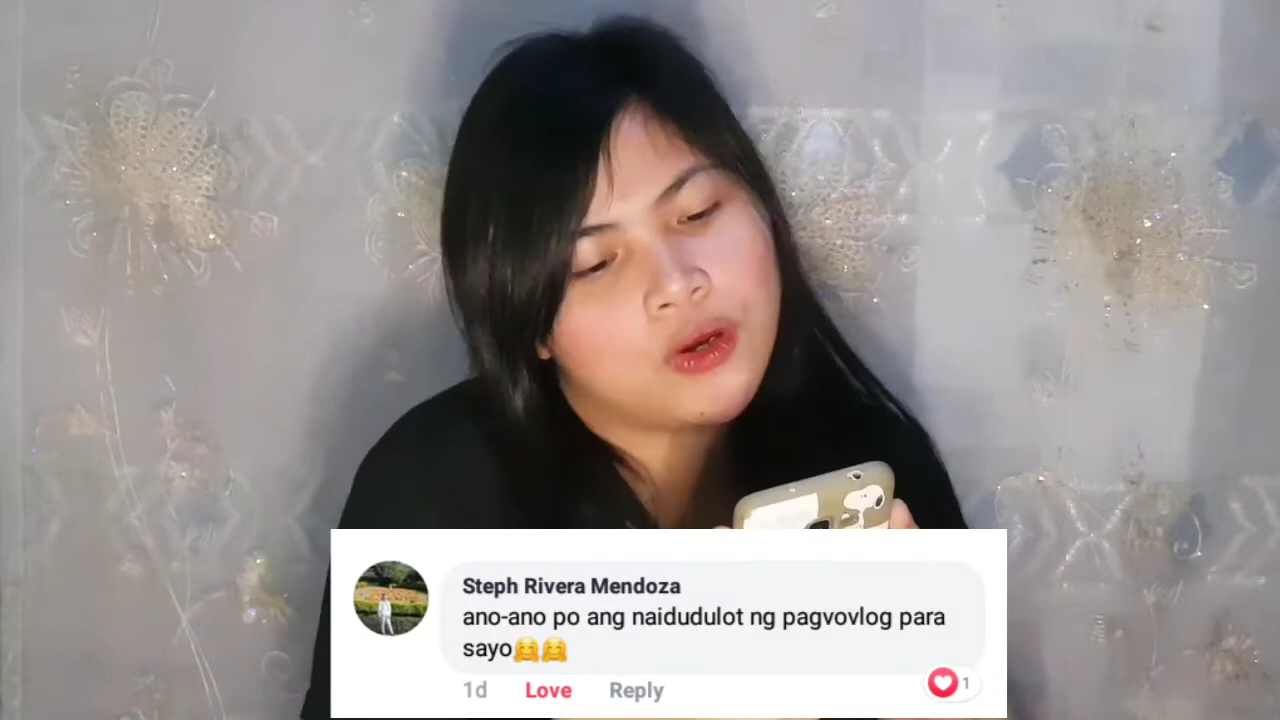 Steph Rivera Mendoza
ano-ano po ang naidudulot ng pagvovlog para
sayo🤗🤗
1d Love Reply 1